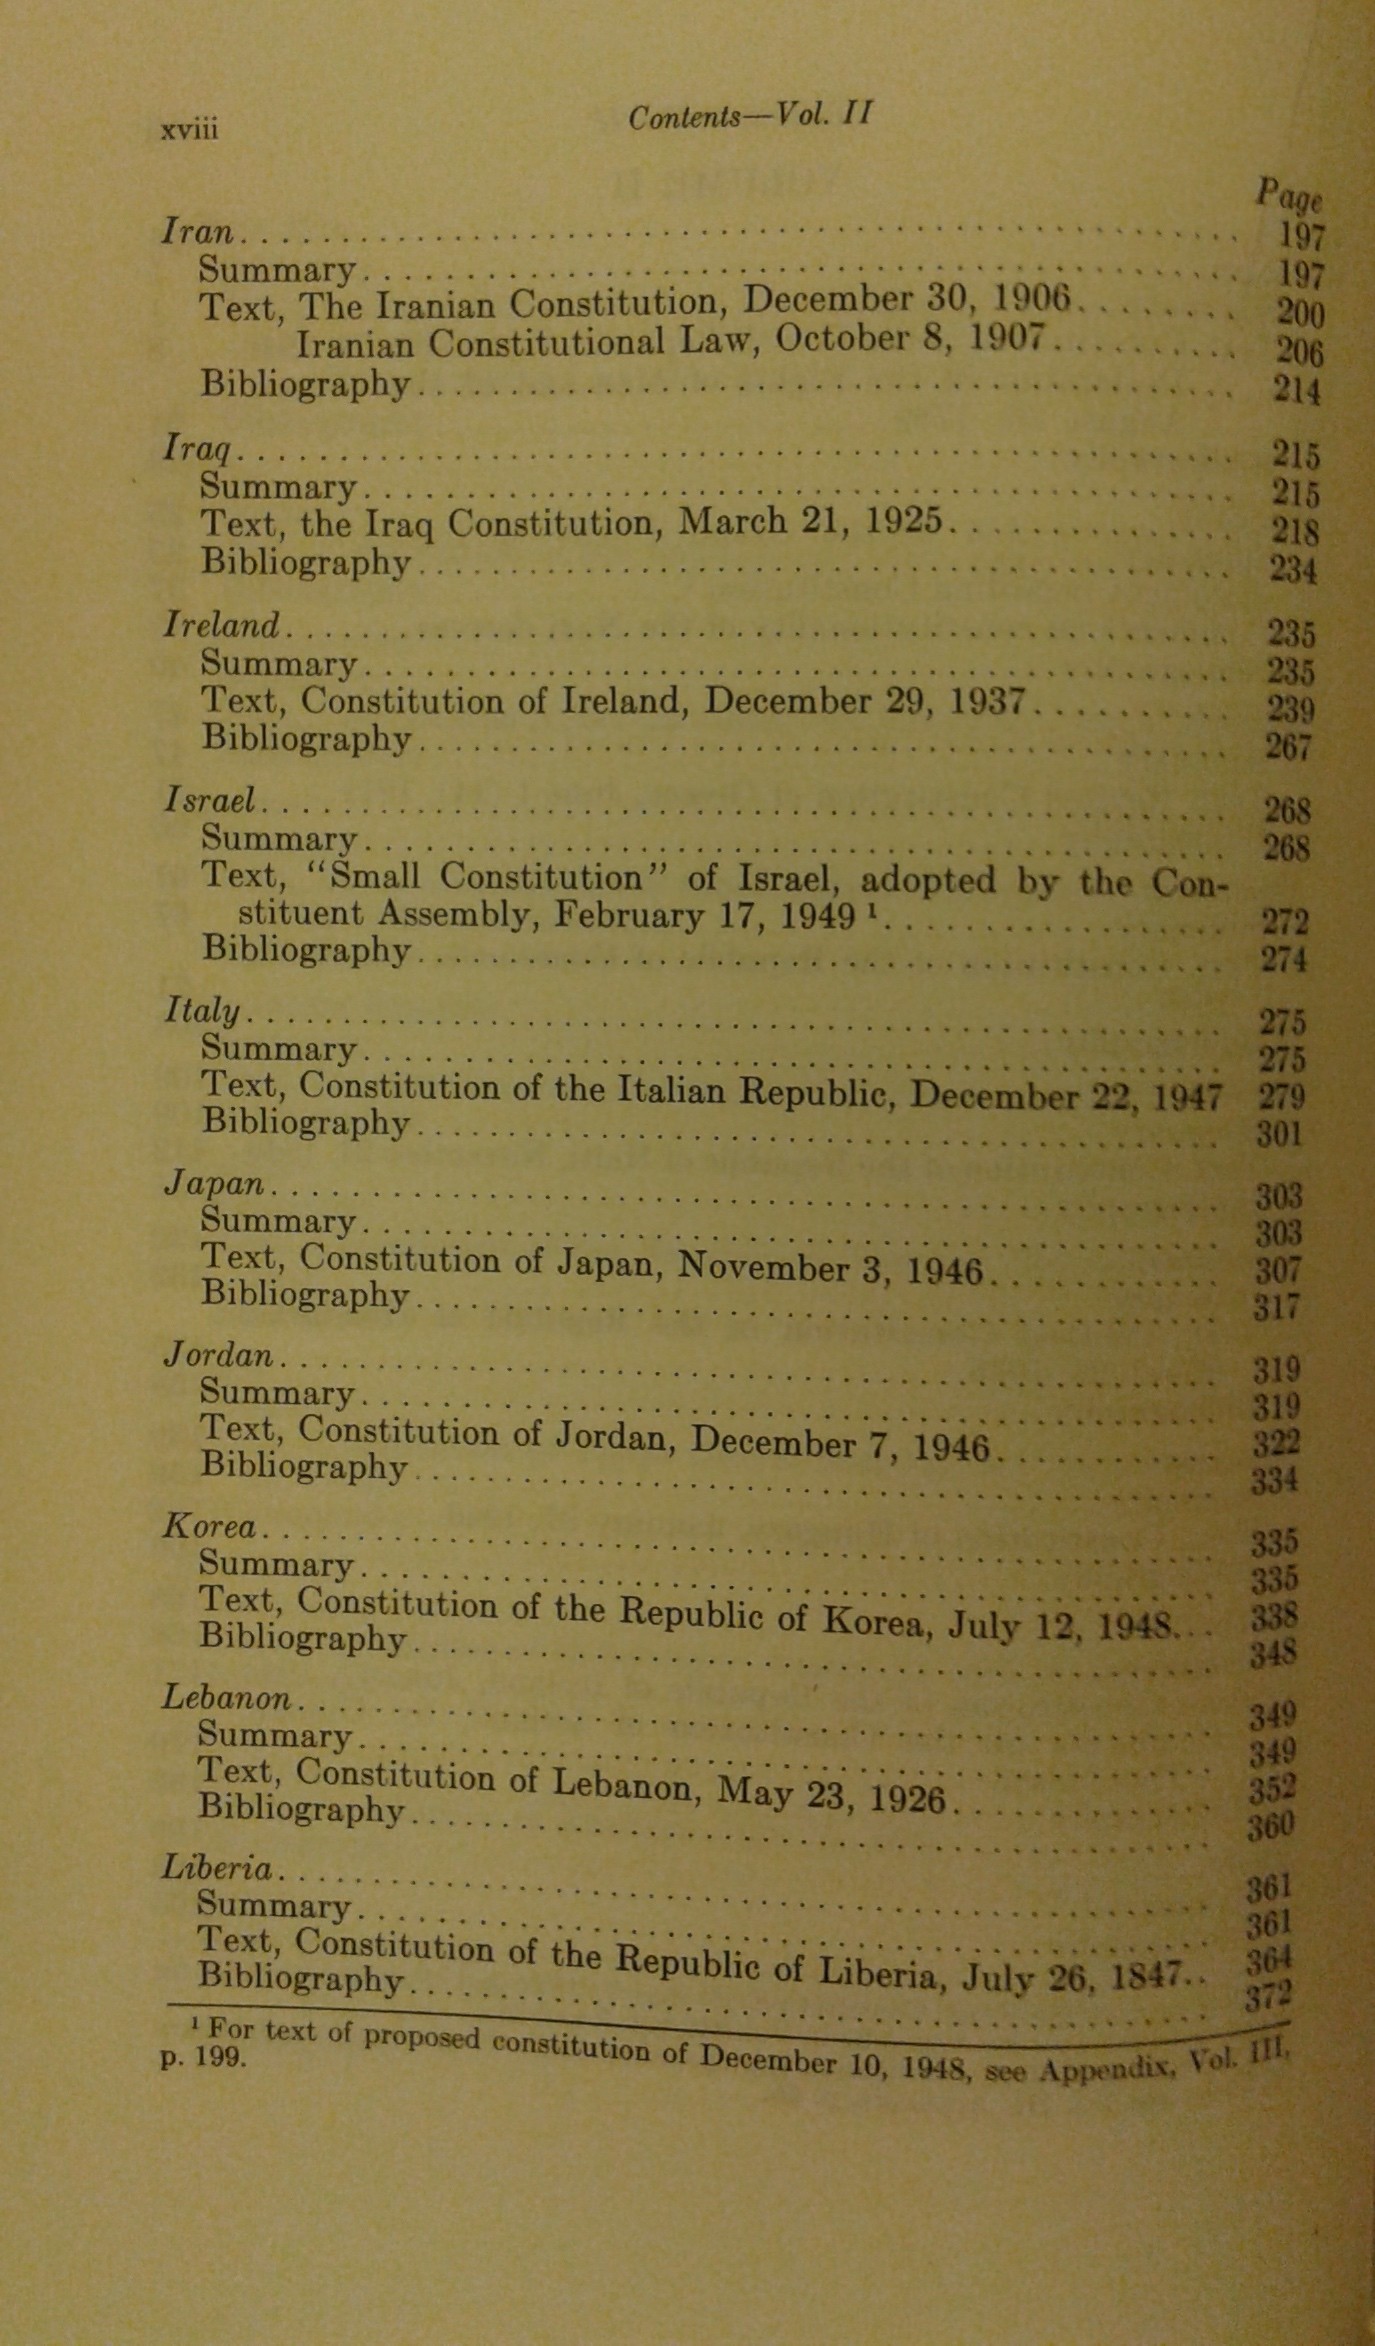 xviii
Contents—Vol. II
Page
Iran 197
Summary 197
Text, The Iranian Constitution, December 30, 1906 200
Iranian Constitutional Law, October 8, 1907 206
Bibliography 214
Iraq 215
Summary 215
Text, the Iraq Constitution, March 21, 1925 218
Bibliography 234
Ireland 235
Summary 235
Text, Constitution of Ireland, December 29, 1937 239
Bibliography 267
Israel 268
Summary 268
Text, “Small Constitution” of Israel, adopted by the Con-
stituent Assembly, February 17, 1949 ¹ 272
Bibliography 274
Italy 275
Summary 275
Text, Constitution of the Italian Republic, December 22, 1947 279
Bibliography 301
Japan 303
Summary 303
Text, Constitution of Japan, November 3, 1946 307
Bibliography 317
Jordan 319
Summary 319
Text, Constitution of Jordan, December 7, 1946 322
Bibliography 334
Korea 335
Summary 335
Text, Constitution of the Republic of Korea, July 12, 1948 338
Bibliography 348
Lebanon 349
Summary 349
Text, Constitution of Lebanon, May 23, 1926 352
Bibliography 360
Liberia 361
Summary 361
Text, Constitution of the Republic of Liberia, July 26, 1847 364
Bibliography 372
¹ For text of proposed constitution of December 10, 1948, see Appendix, Vol. III,
p. 199.